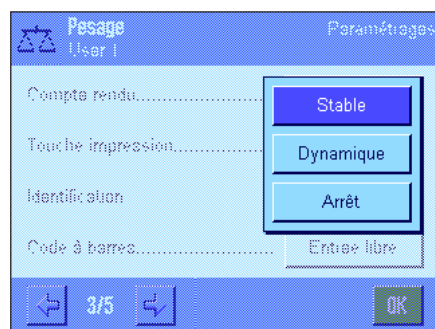 Pesage
Paramétrages
User 1
Compte rendu.................
Stable
Touche impression.............
Dynamique
Identification
Arrêt
Code à barres.....................
Entrée libre
3/5
OK